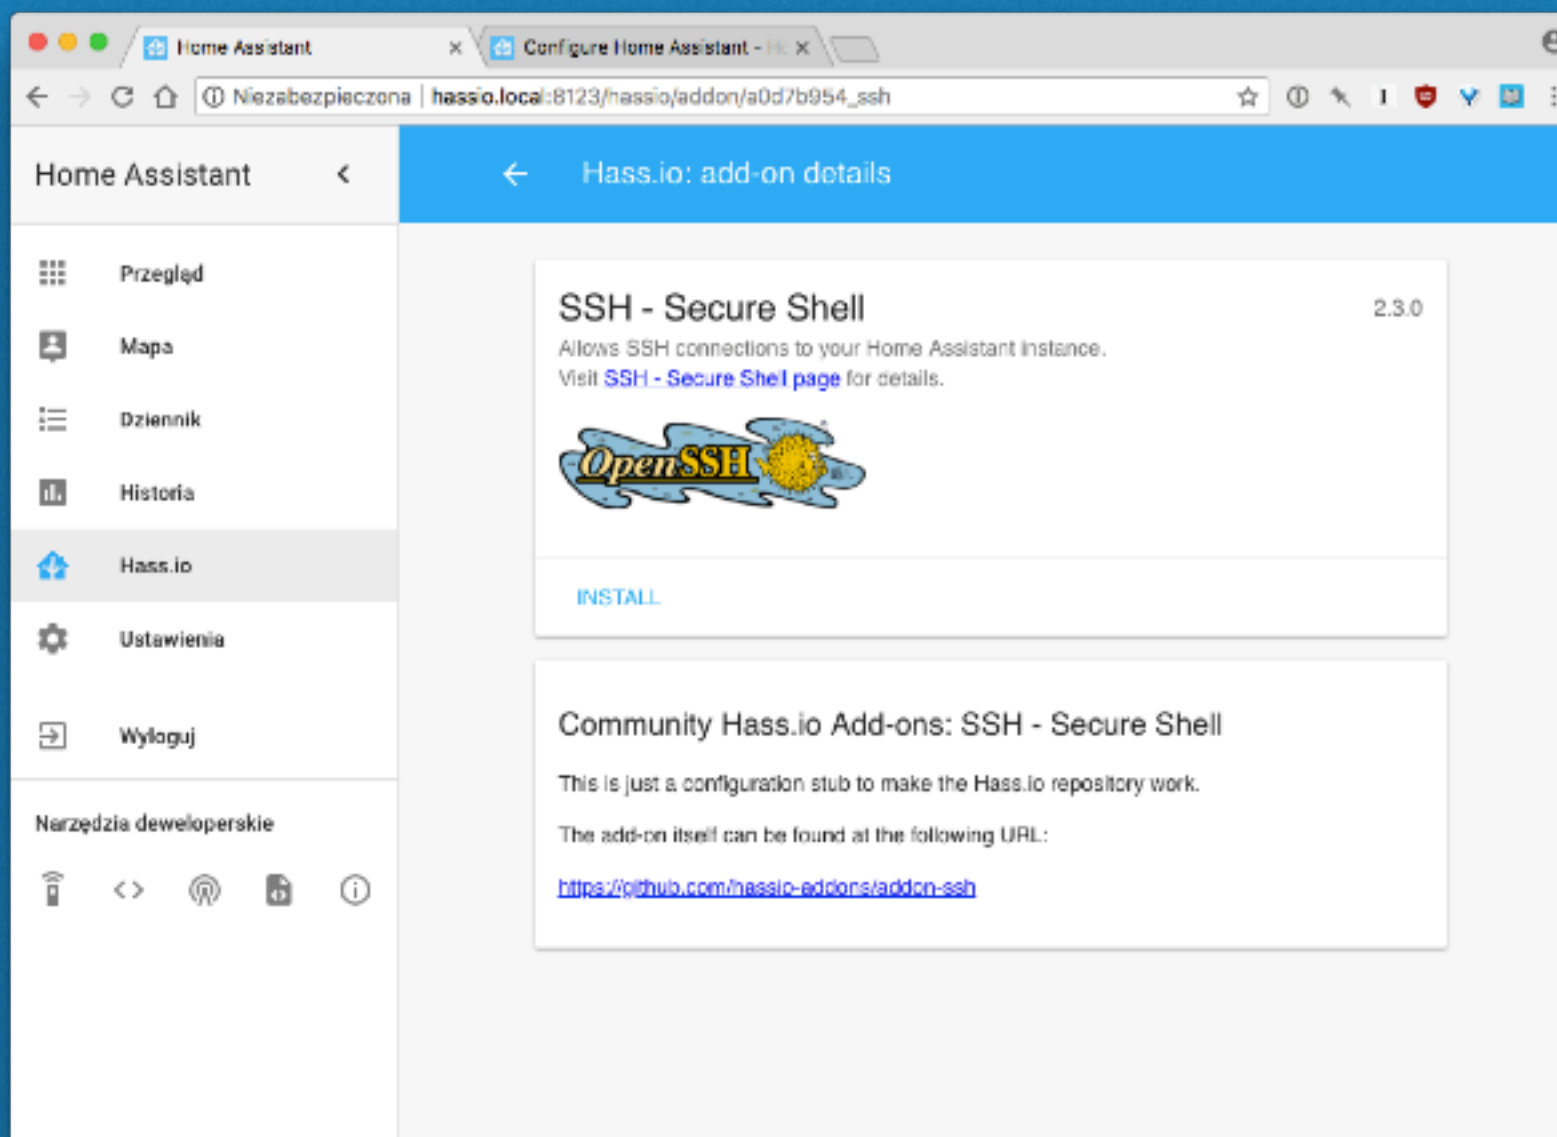 Home Assistant
Configure Home Assistant -
Niezabezpieczona | hassio.local:8123/hassio/addon/a0d7b954_ssh
Home Assistant
Hass.io: add-on details
Przegląd
Mapa
Dziennik
Historia
Hass.io
Ustawienia
Wyloguj
Narzędzia deweloperskie
SSH - Secure Shell
2.3.0
Allows SSH connections to your Home Assistant instance.
Visit SSH - Secure Shell page for details.
OpenSSH
INSTALL
Community Hass.io Add-ons: SSH - Secure Shell
This is just a configuration stub to make the Hass.io repository work.
The add-on itself can be found at the following URL:
https://github.com/hassio-addons/addon-ssh